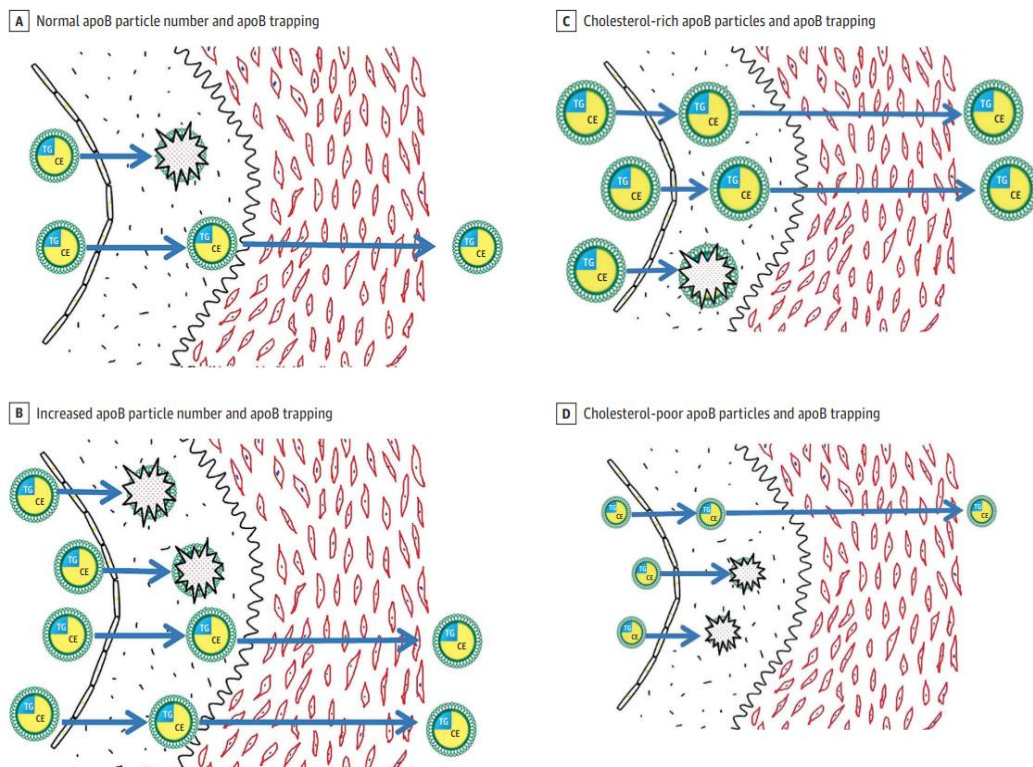 A Normal apoB particle number and apoB trapping
TG CE
TG CE TG CE TG CE
B Increased apoB particle number and apoB trapping
TG CE
TG CE
TG CE TG CE TG CE
TG CE TG CE TG CE
C Cholesterol-rich apoB particles and apoB trapping
TG CE TG CE TG CE
TG CE TG CE TG CE
TG CE
D Cholesterol-poor apoB particles and apoB trapping
TG CE TG CE TG CE
TG CE
TG CE